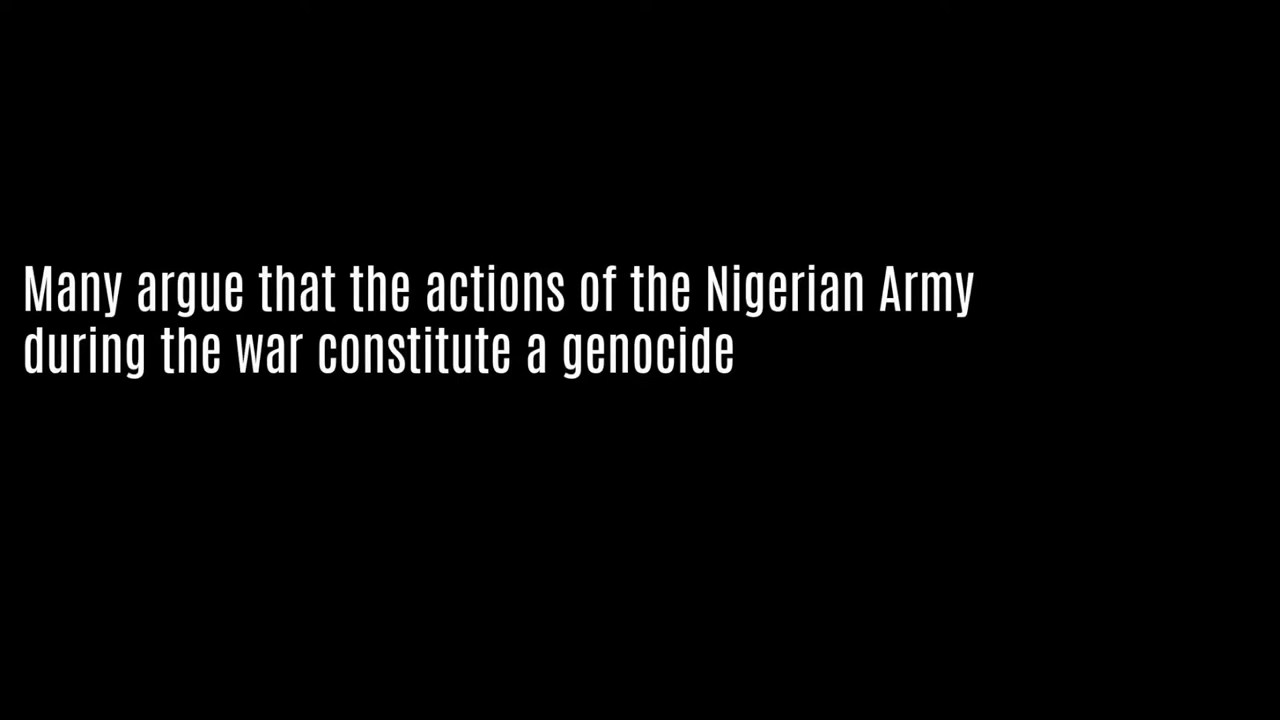 Many argue that the actions of the Nigerian Army
during the war constitute a genocide